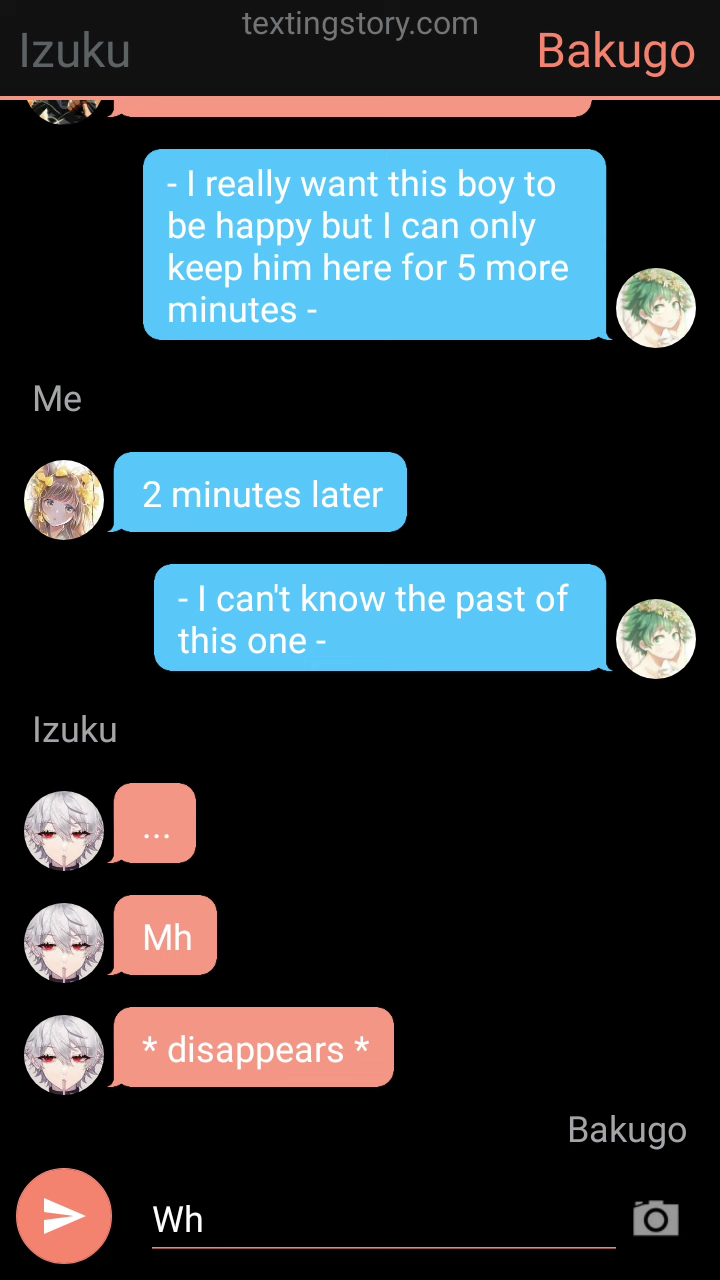 textingstory.com
Izuku
Bakugo
- I really want this boy to
be happy but I can only
keep him here for 5 more
minutes -
Me
2 minutes later
- I can't know the past of
this one -
Izuku
...
Mh
* disappears *
Bakugo
Wh